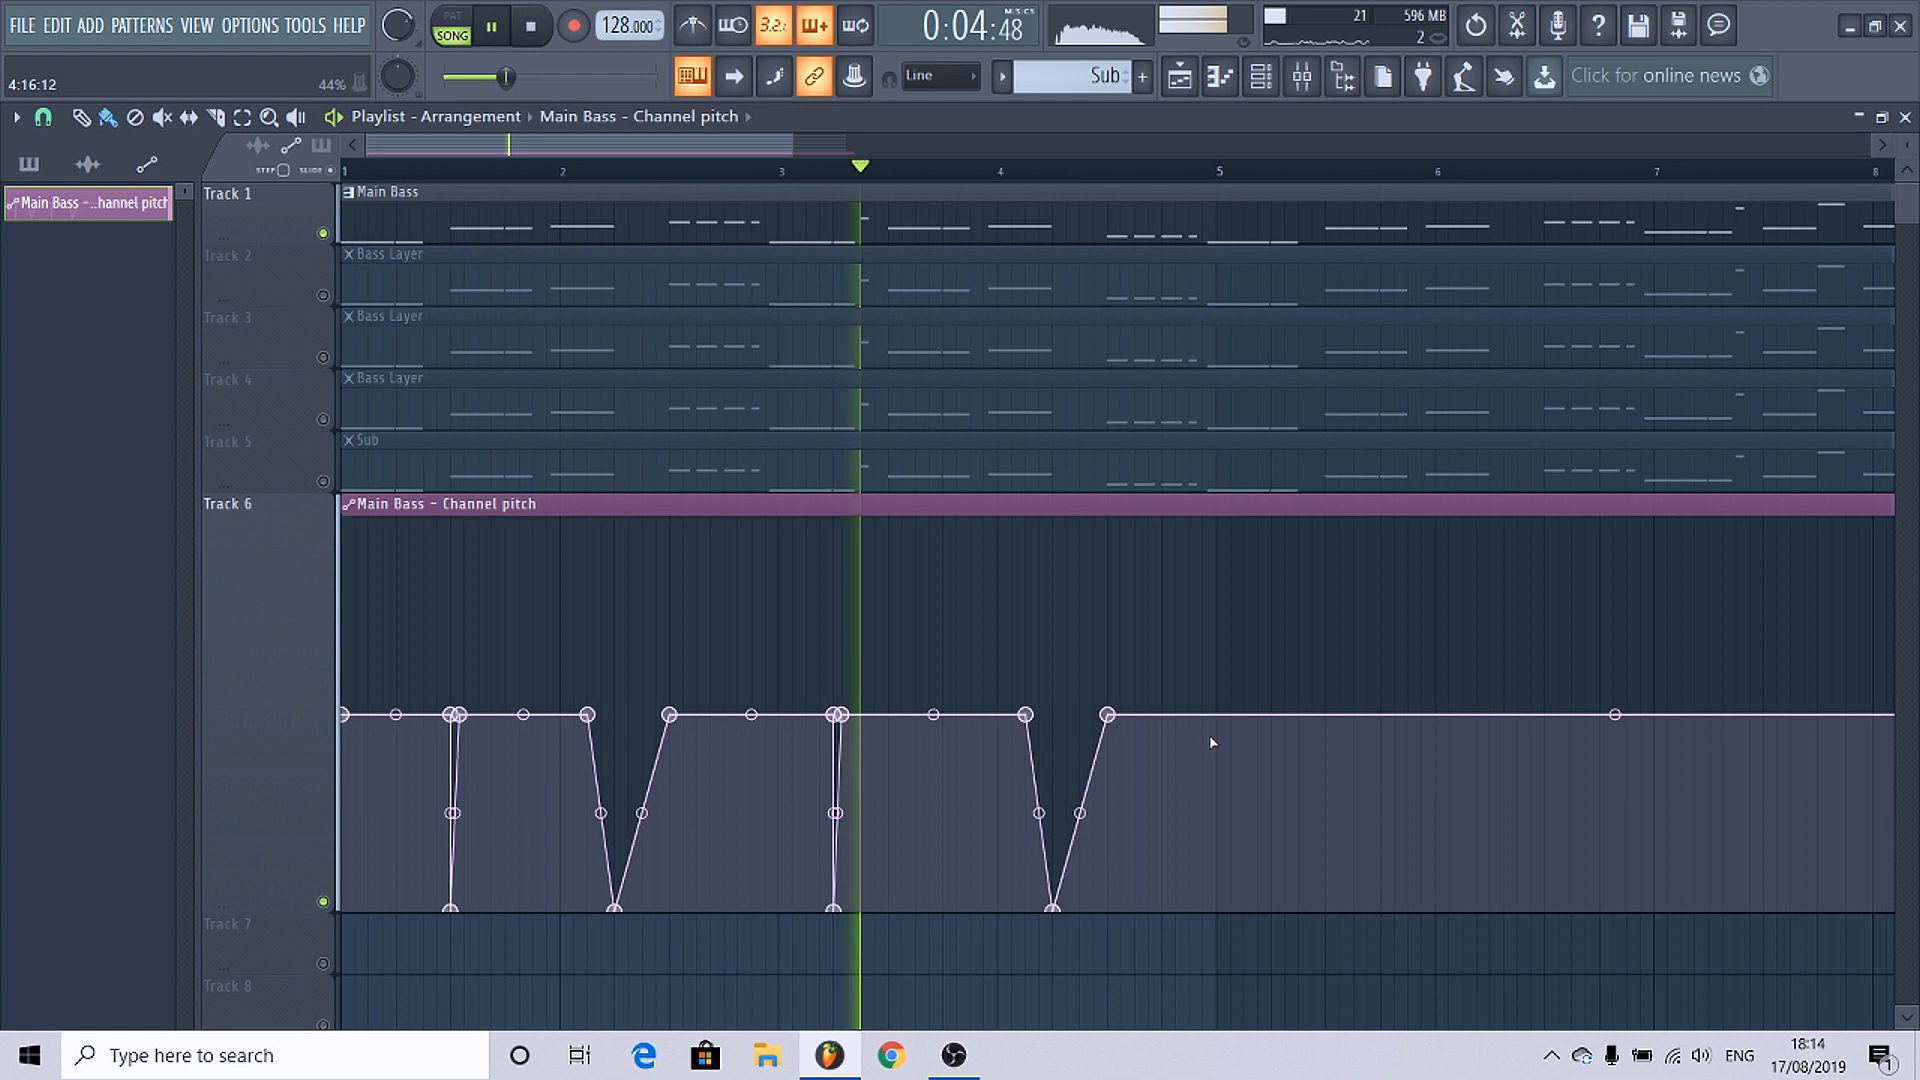 FILE EDIT ADD PATTERNS VIEW OPTIONS TOOLS HELP
PAT
SONG
128.000
3.2.
0:04:48
M:S:CS
21
596 MB
2
4:16:12
44%
Line
Sub
Click for online news
Playlist - Arrangement
Main Bass - Channel pitch
STEP
SLIDE
1
2
3
4
5
6
7
8
Main Bass -..hannel pitch
Track 1
Main Bass
Track 2
Bass Layer
Track 3
Bass Layer
Track 4
Bass Layer
Track 5
Sub
Track 6
Main Bass - Channel pitch
Track 7
Track 8
Type here to search
ENG
18:14
17/08/2019
1